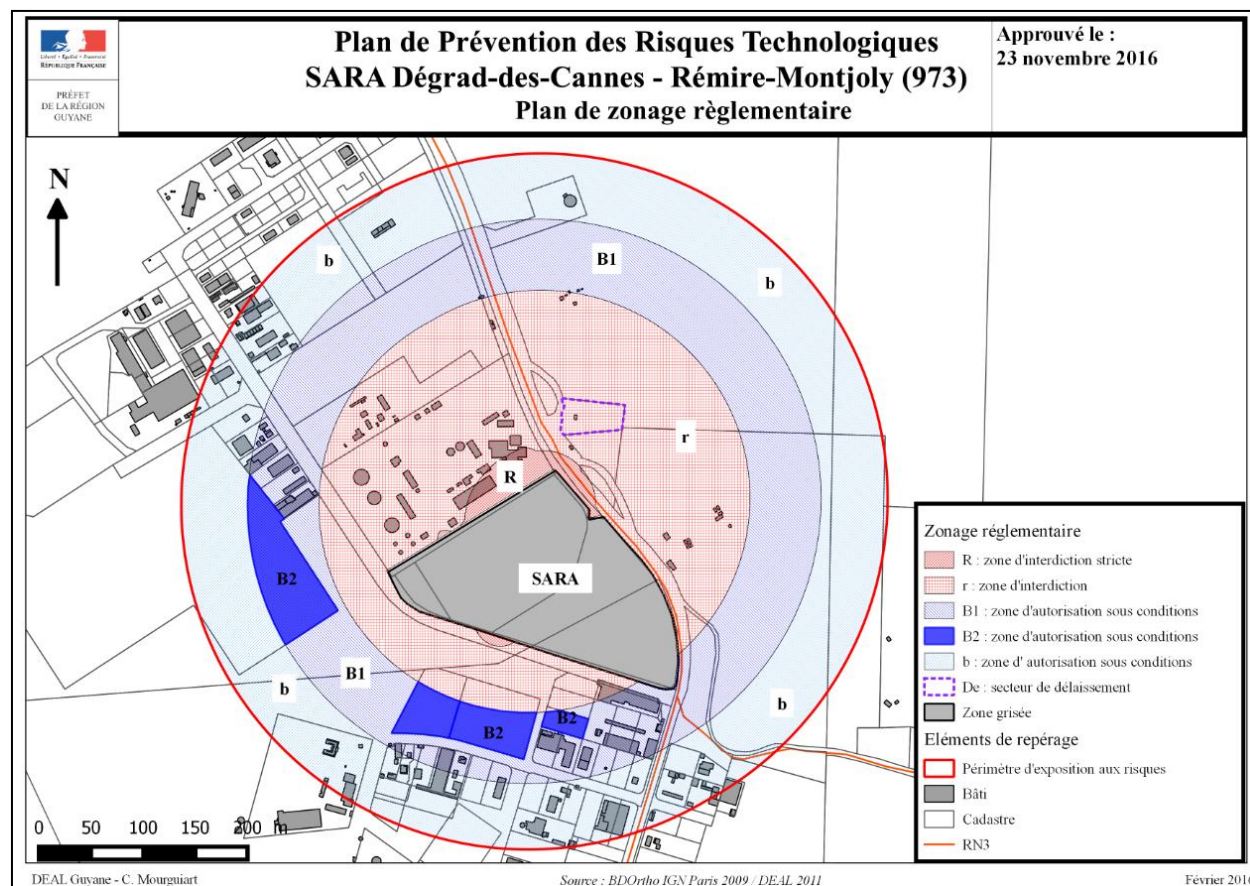 Liberté • Égalité • Fraternité
RÉPUBLIQUE FRANÇAISE
PRÉFET
DE LA RÉGION
GUYANE
Plan de Prévention des Risques Technologiques
SARA Dégrad-des-Cannes - Rémire-Montjoly (973)
Plan de zonage règlementaire
Approuvé le :
23 novembre 2016
N
b
B1
b
r
R
SARA
B2
B1
b
b
B2
B2
Zonage réglementaire
R : zone d'interdiction stricte
r : zone d'interdiction
B1 : zone d'autorisation sous conditions
B2 : zone d'autorisation sous conditions
b : zone d' autorisation sous conditions
De : secteur de délaissement
Zone grisée
Eléments de repérage
Périmètre d'exposition aux risques
Bâti
Cadastre
RN3
0 50 100 150 200 m
DEAL Guyane - C. Mourguiart
Source : BDOrtho IGN Paris 2009 / DEAL 2011
Février 2016